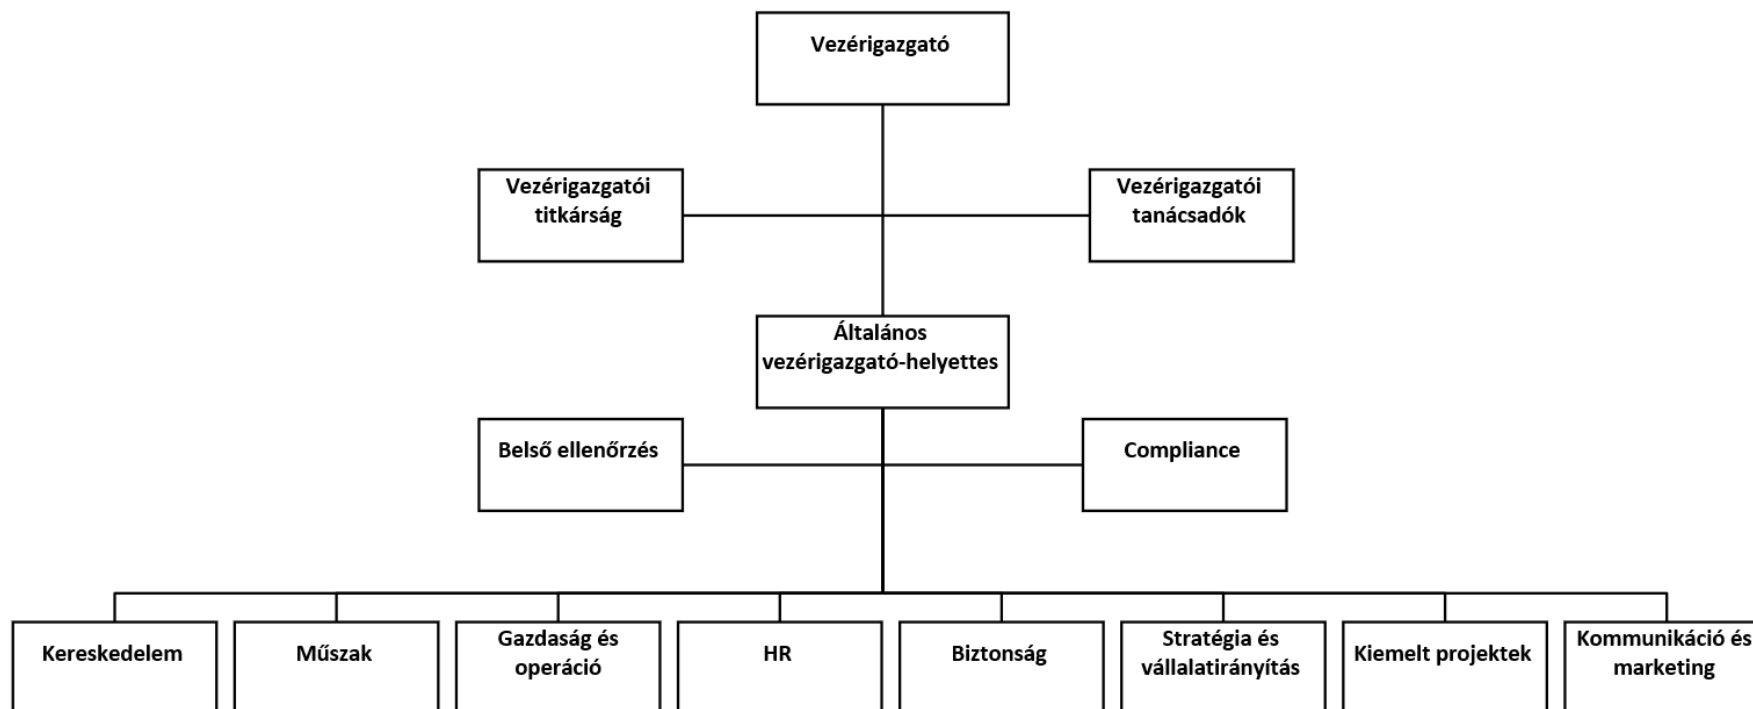 Vezérigazgató
Vezérigazgatói
titkárság
Vezérigazgatói
tanácsadók
Általános
vezérigazgató-helyettes
Belső ellenőrzés
Compliance
Kereskedelem
Műszak
Gazdaság és
operáció
HR
Biztonság
Stratégia és
vállalatirányítás
Kiemelt projektek
Kommunikáció és
marketing